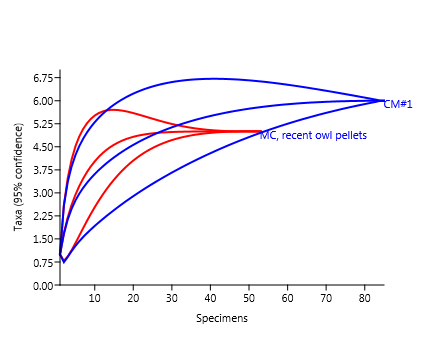 6.75
6.00
CM#1
5.25
MC, recent owl pellets
4.50
3.75
3.00
2.25
1.50
0.75
0.00
Taxa (95% confidence)
10 20 30 40 50 60 70 80
Specimens